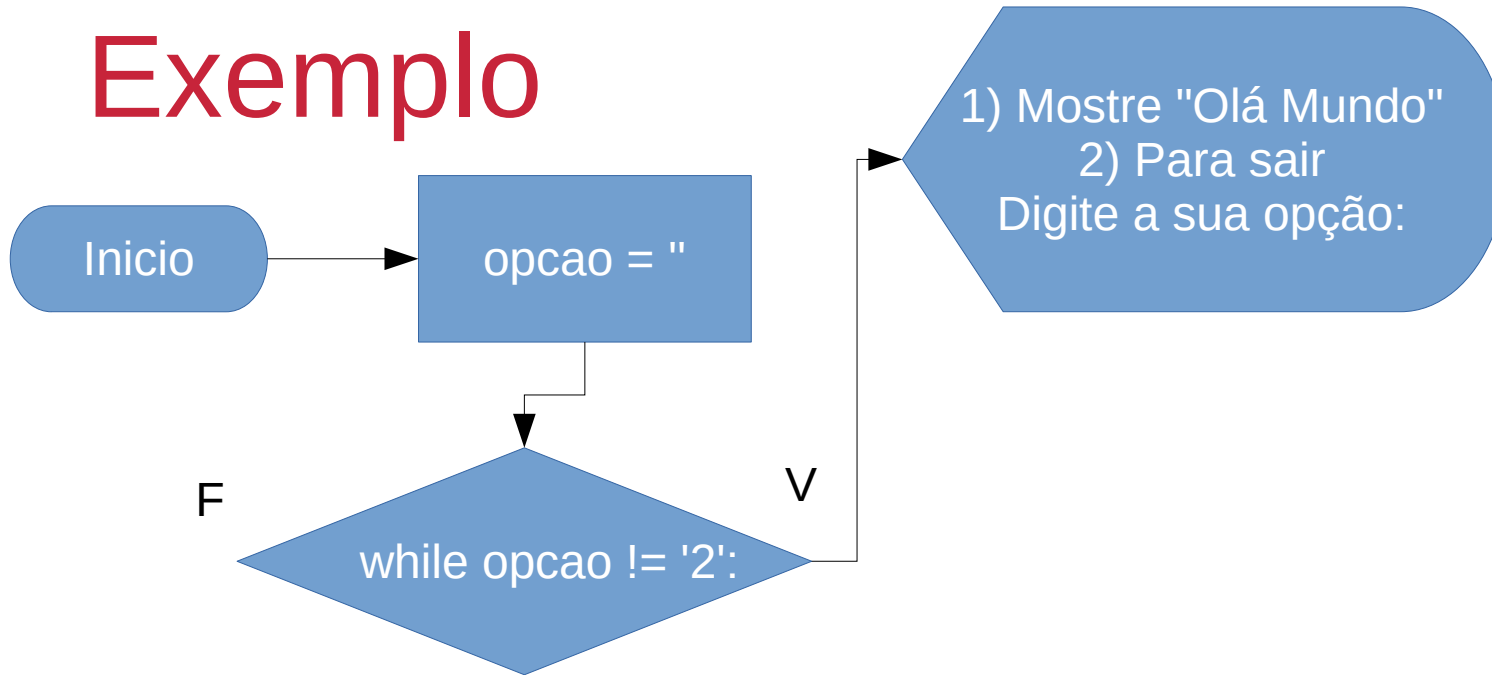 Exemplo
1) Mostre "Olá Mundo"
2) Para sair
Digite a sua opção:
Inicio
opcao = ''
F
V
while opcao != '2':